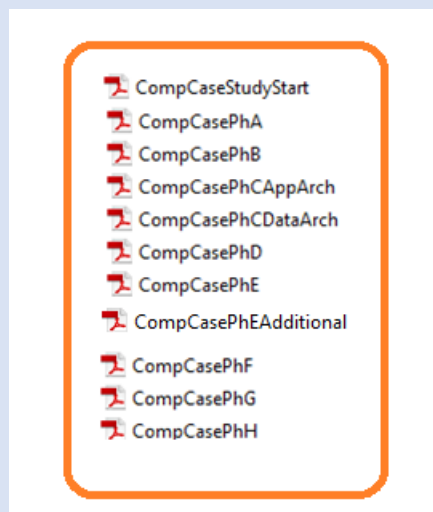 CompCaseStudyStart
CompCasePhA
CompCasePhB
CompCasePhCAppArch
CompCasePhCDataArch
CompCasePhD
CompCasePhE
CompCasePhEAdditional
CompCasePhF
CompCasePhG
CompCasePhH